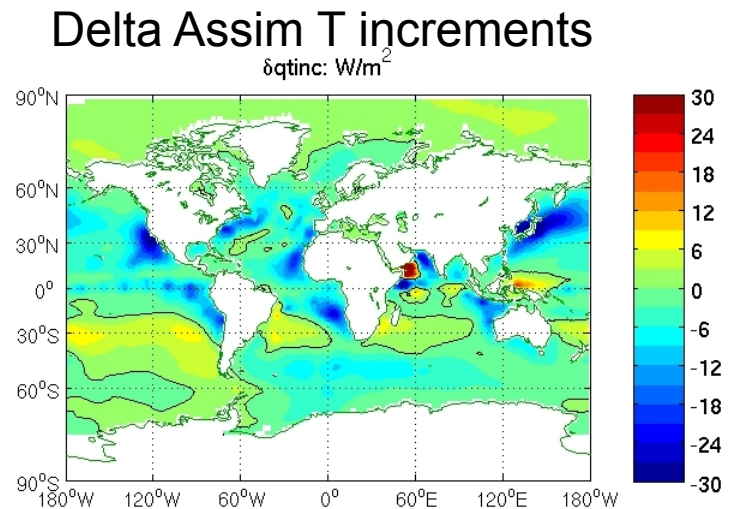 Delta Assim T increments
δqtinc: W/m²
90°N
60°N
30°N
0°
30°S
60°S
90°S
180°W 120°W 60°W 0° 60°E 120°E 180°W
30
24
18
12
6
0
-6
-12
-18
-24
-30